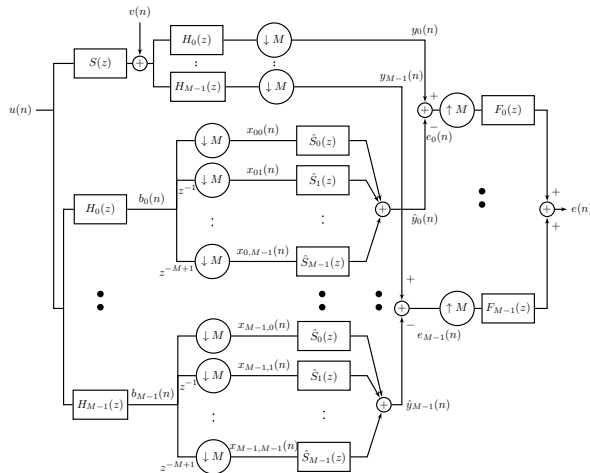 v(n)
H_0(z)
↓ M
y_0(n)
S(z)
+
:
:
y_{M−1}(n)
H_{M−1}(z)
↓ M
+
u(n)
+
↑ M
F_0(z)
−
e_0(n)
↓ M
x_{00}(n)
Ŝ_0(z)
z^{−1}
↓ M
x_{01}(n)
Ŝ_1(z)
H_0(z)
b_0(n)
+
ŷ_0(n)
+
+
e(n)
+
:
:
z^{−M+1}
↓ M
x_{0,M−1}(n)
Ŝ_{M−1}(z)
+
+
↑ M
F_{M−1}(z)
−
e_{M−1}(n)
↓ M
x_{M−1,0}(n)
Ŝ_0(z)
z^{−1}
↓ M
x_{M−1,1}(n)
Ŝ_1(z)
H_{M−1}(z)
b_{M−1}(n)
+
ŷ_{M−1}(n)
:
:
z^{−M+1}
↓ M
x_{M−1,M−1}(n)
Ŝ_{M−1}(z)